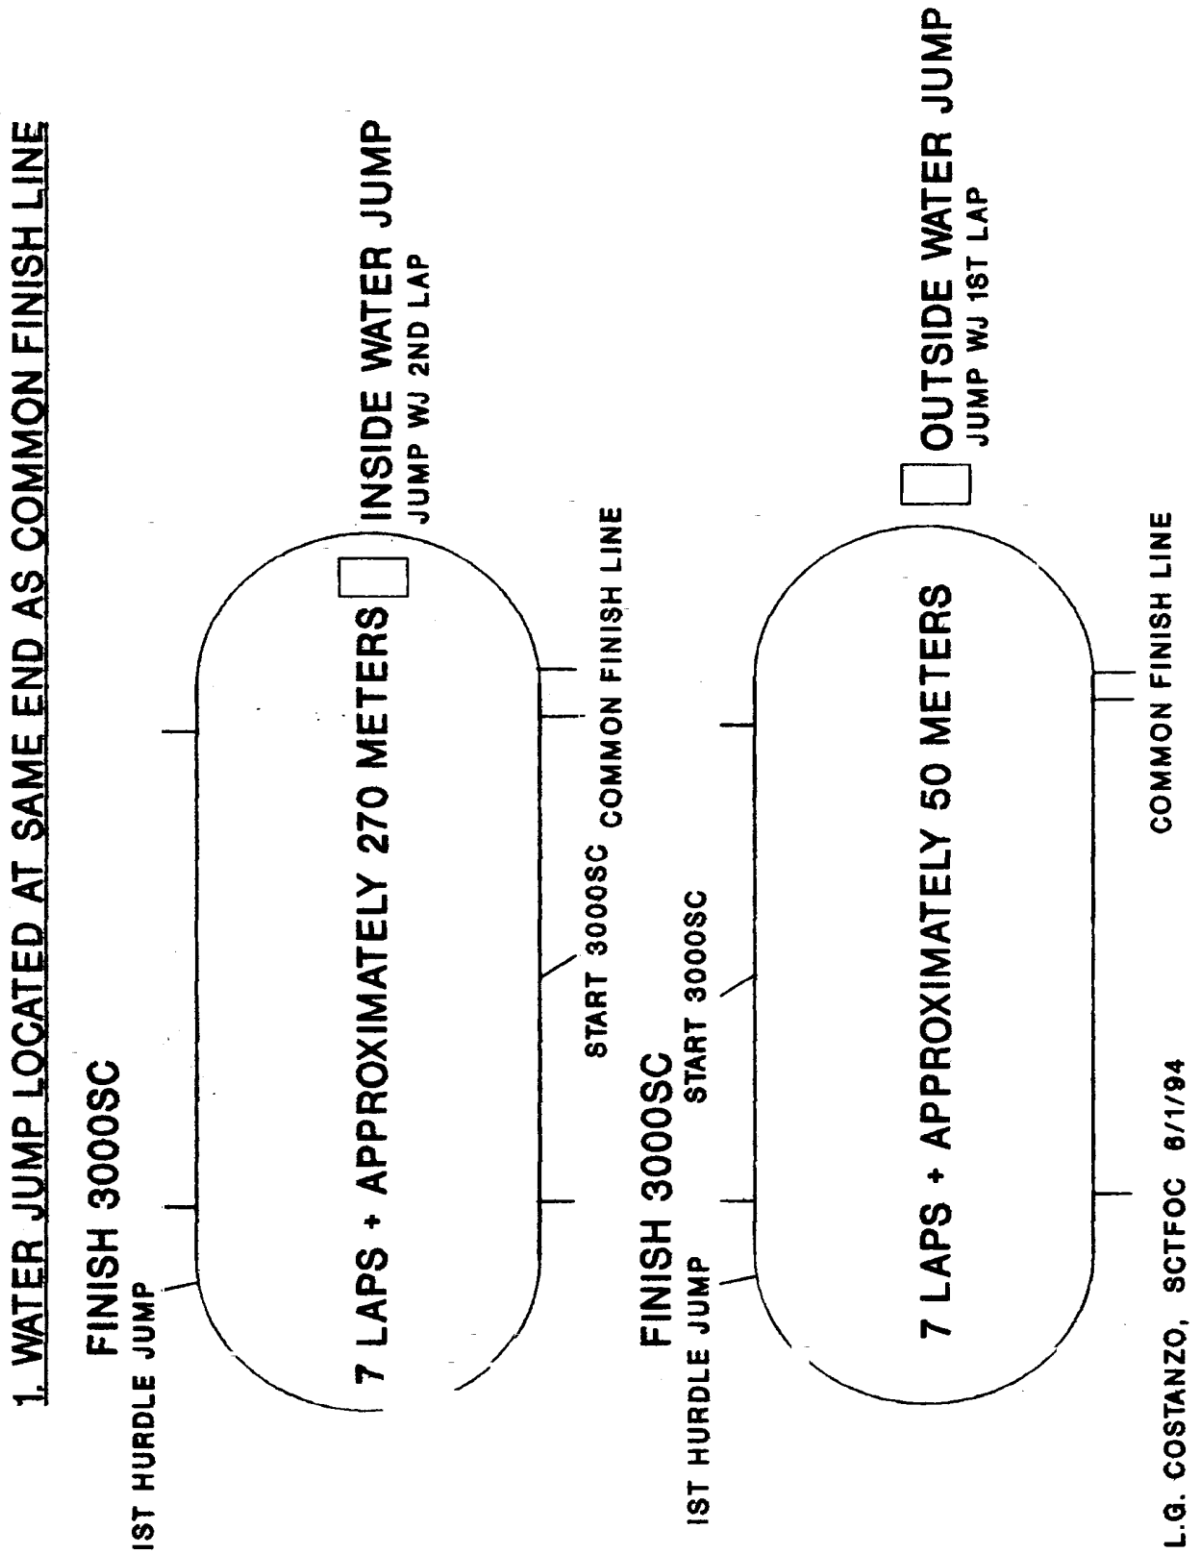 1. WATER JUMP LOCATED AT SAME END AS COMMON FINISH LINE
FINISH 3000SC
IST HURDLE JUMP
7 LAPS + APPROXIMATELY 270 METERS
INSIDE WATER JUMP
JUMP WJ 2ND LAP
START 3000SC
COMMON FINISH LINE
FINISH 3000SC
START 3000SC
IST HURDLE JUMP
7 LAPS + APPROXIMATELY 50 METERS
OUTSIDE WATER JUMP
JUMP WJ 1ST LAP
COMMON FINISH LINE
L.G. COSTANZO, SCTFOC 6/1/94